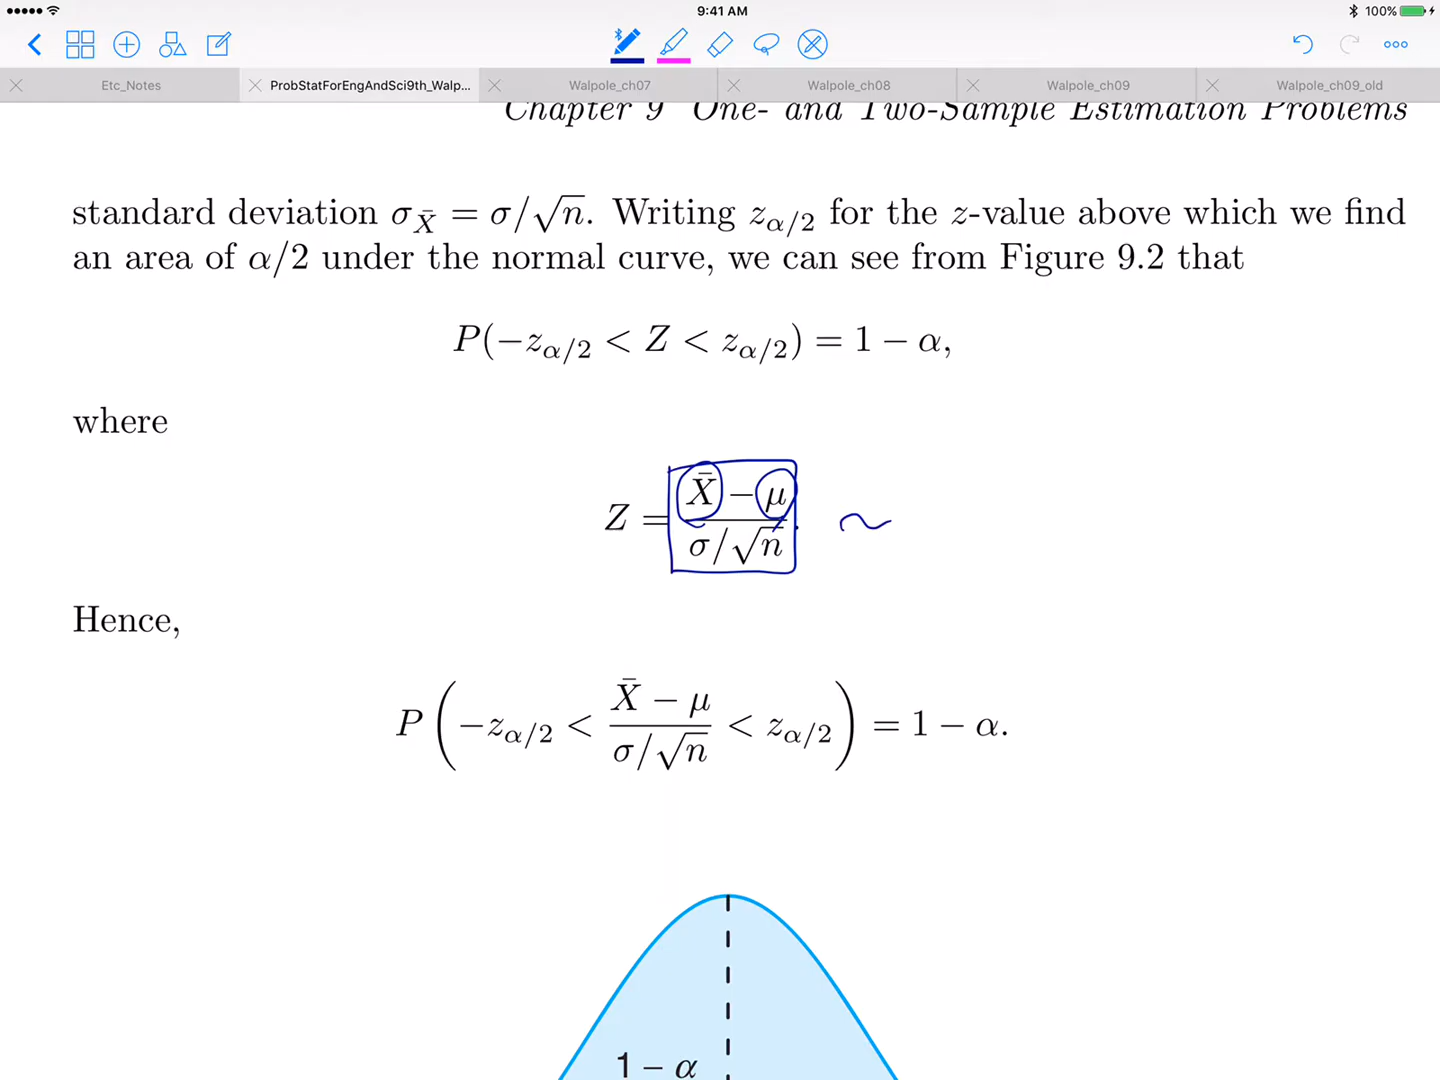 9:41 AM
100%
Etc_Notes
ProbStatForEngAndSci9th_Walp...
Walpole_ch07
Walpole_ch08
Walpole_ch09
Walpole_ch09_old
Chapter 9 One- and Two-Sample Estimation Problems
standard deviation σ_X̄ = σ/√n. Writing z_α/2 for the z-value above which we find
an area of α/2 under the normal curve, we can see from Figure 9.2 that
P(−z_α/2 < Z < z_α/2) = 1 − α,
where
Z = (X̄ − μ)/(σ/√n). ~
Hence,
P(−z_α/2 < (X̄ − μ)/(σ/√n) < z_α/2) = 1 − α.
1 − α